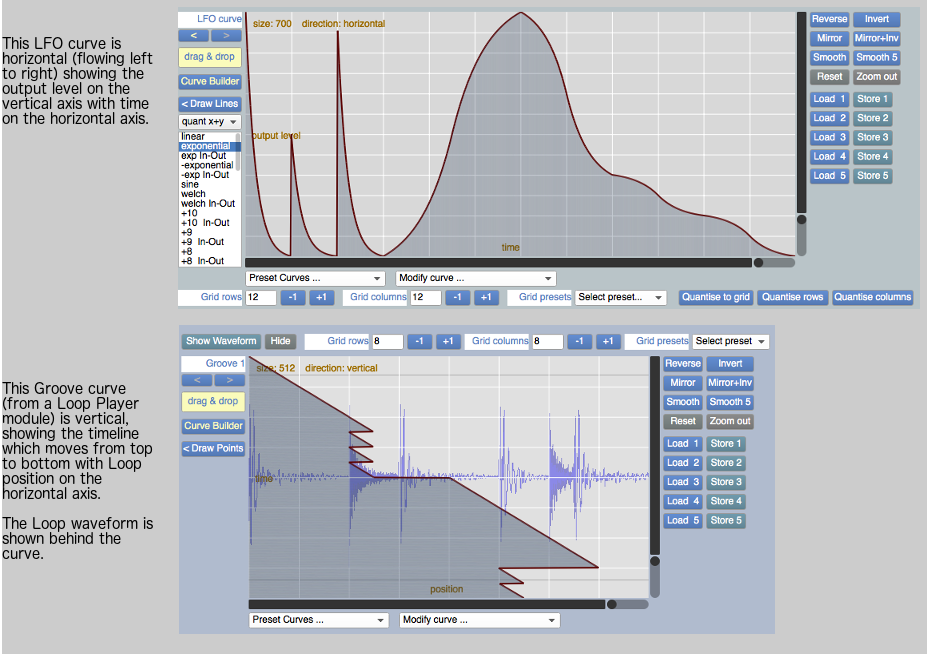 This LFO curve is
horizontal (flowing left
to right) showing the
output level on the
vertical axis with time
on the horizontal axis.
LFO curve
<
>
drag & drop
Curve Builder
< Draw Lines
quant x+y
linear
exponential
exp In-Out
-exponential
-exp In-Out
sine
welch
welch In-Out
+10
+10 In-Out
+9
+9 In-Out
+8
+8 In-Out
size: 700 direction: horizontal
output level
time
Reverse Invert
Mirror Mirror+Inv
Smooth Smooth 5
Reset Zoom out
Load 1 Store 1
Load 2 Store 2
Load 3 Store 3
Load 4 Store 4
Load 5 Store 5
Preset Curves ... Modify curve ...
Grid rows 12 -1 +1 Grid columns 12 -1 +1 Grid presets Select preset... Quantise to grid Quantise rows Quantise columns
This Groove curve
(from a Loop Player
module) is vertical,
showing the timeline
which moves from top
to bottom with Loop
position on the
horizontal axis.
The Loop waveform is
shown behind the
curve.
Show Waveform Hide Grid rows 8 -1 +1 Grid columns 8 -1 +1 Grid presets Select preset
Groove 1
< >
drag & drop
Curve Builder
< Draw Points
size: 512 direction: vertical
time
position
Reverse Invert
Mirror Mirror+Inv
Smooth Smooth 5
Reset Zoom out
Load 1 Store 1
Load 2 Store 2
Load 3 Store 3
Load 4 Store 4
Load 5 Store 5
Preset Curves ... Modify curve ...